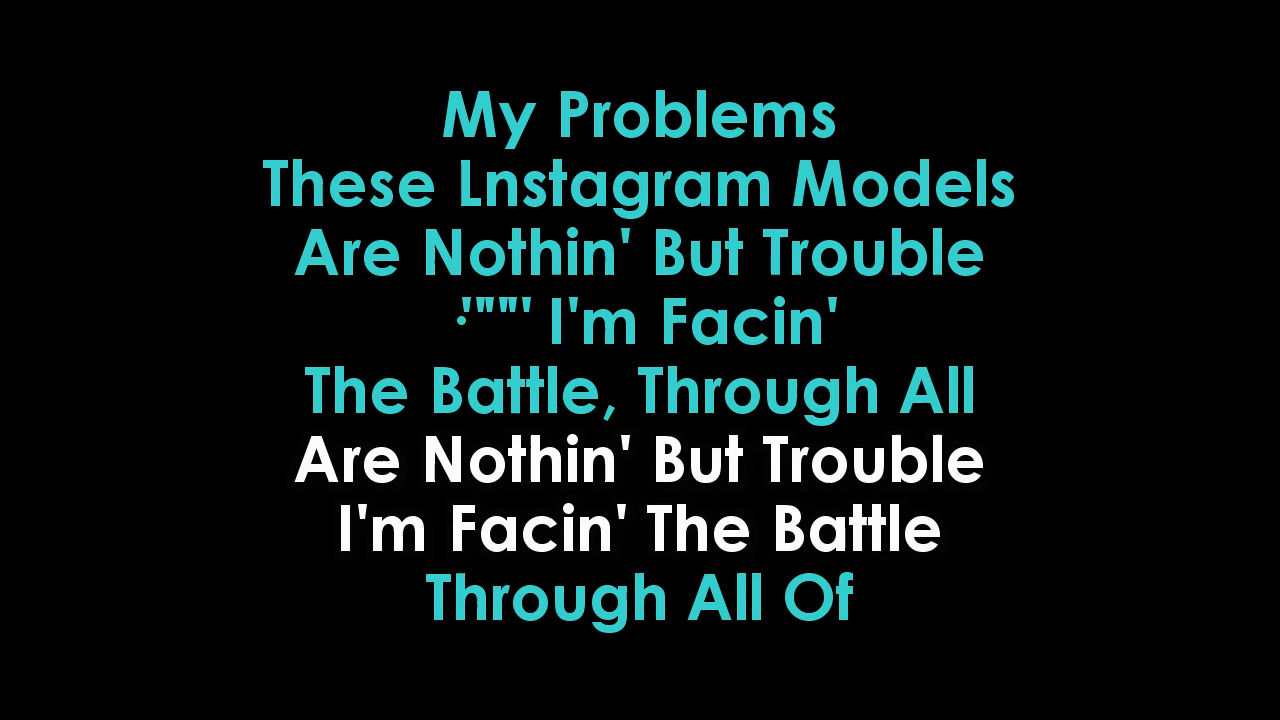 My Problems
These Lnstagram Models
Are Nothin' But Trouble
·'""' I'm Facin'
The Battle, Through All
Are Nothin' But Trouble
I'm Facin' The Battle
Through All Of